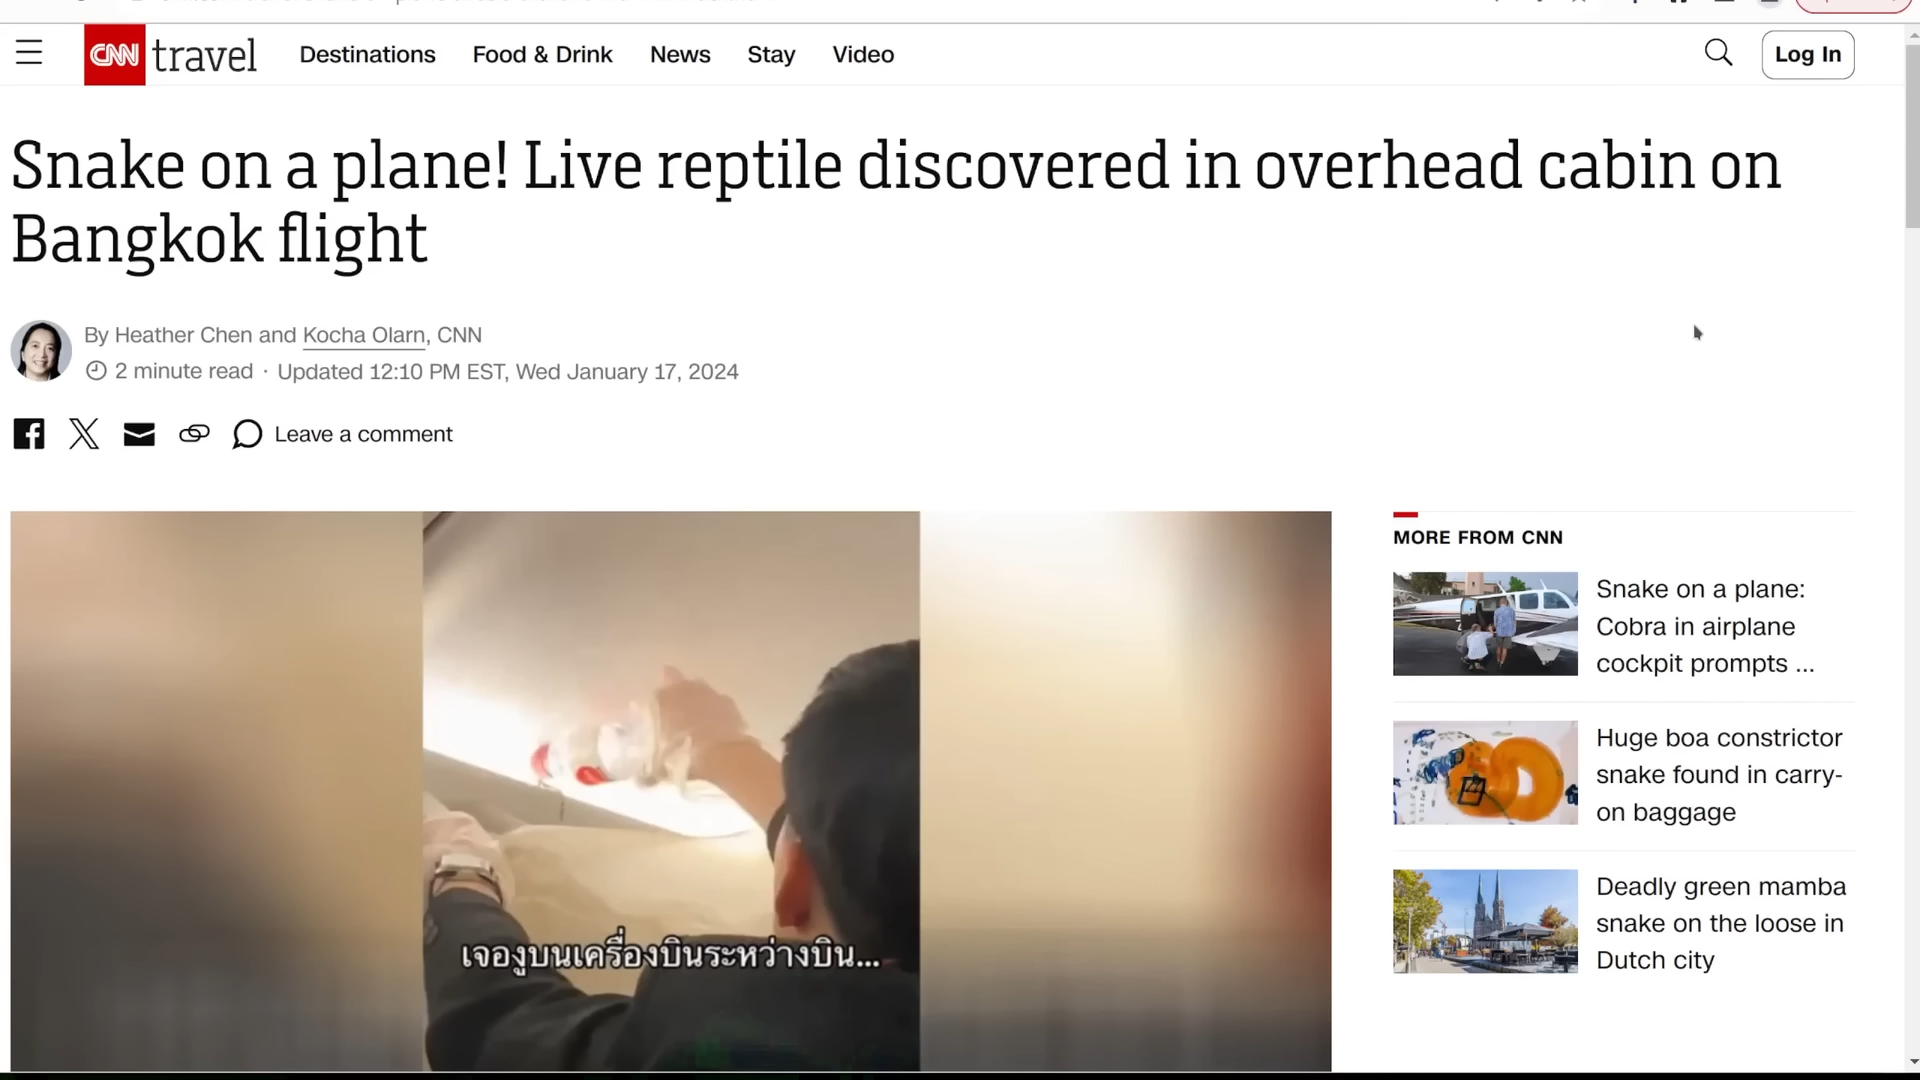 CNN travel Destinations Food & Drink News Stay Video Log In
Snake on a plane! Live reptile discovered in overhead cabin on
Bangkok flight
By Heather Chen and Kocha Olarn, CNN
2 minute read · Updated 12:10 PM EST, Wed January 17, 2024
Leave a comment
เจองูบนเครื่องบินระหว่างบิน...
MORE FROM CNN
Snake on a plane:
Cobra in airplane
cockpit prompts ...
Huge boa constrictor
snake found in carry-
on baggage
Deadly green mamba
snake on the loose in
Dutch city